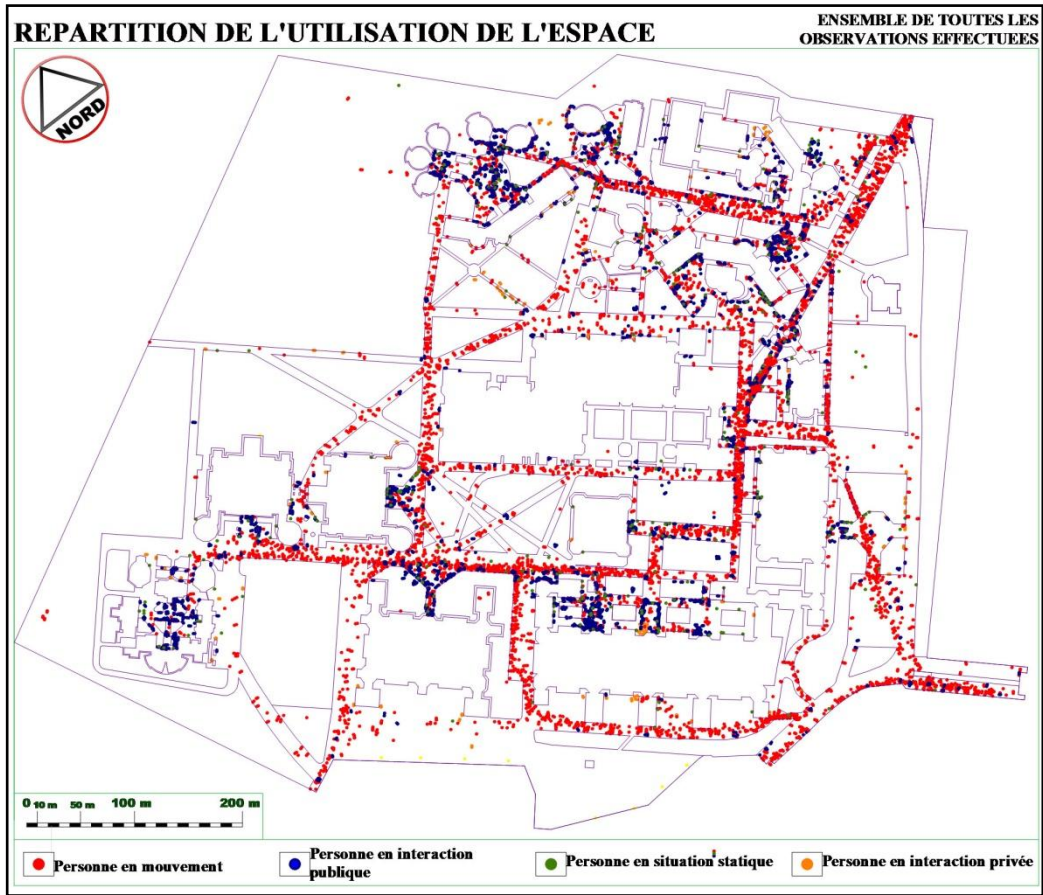 REPARTITION DE L'UTILISATION DE L'ESPACE
ENSEMBLE DE TOUTES LES
OBSERVATIONS EFFECTUEES
NORD
0 10 m 50 m 100 m 200 m
Personne en mouvement
Personne en interaction
publique
Personne en situation statique
Personne en interaction privée